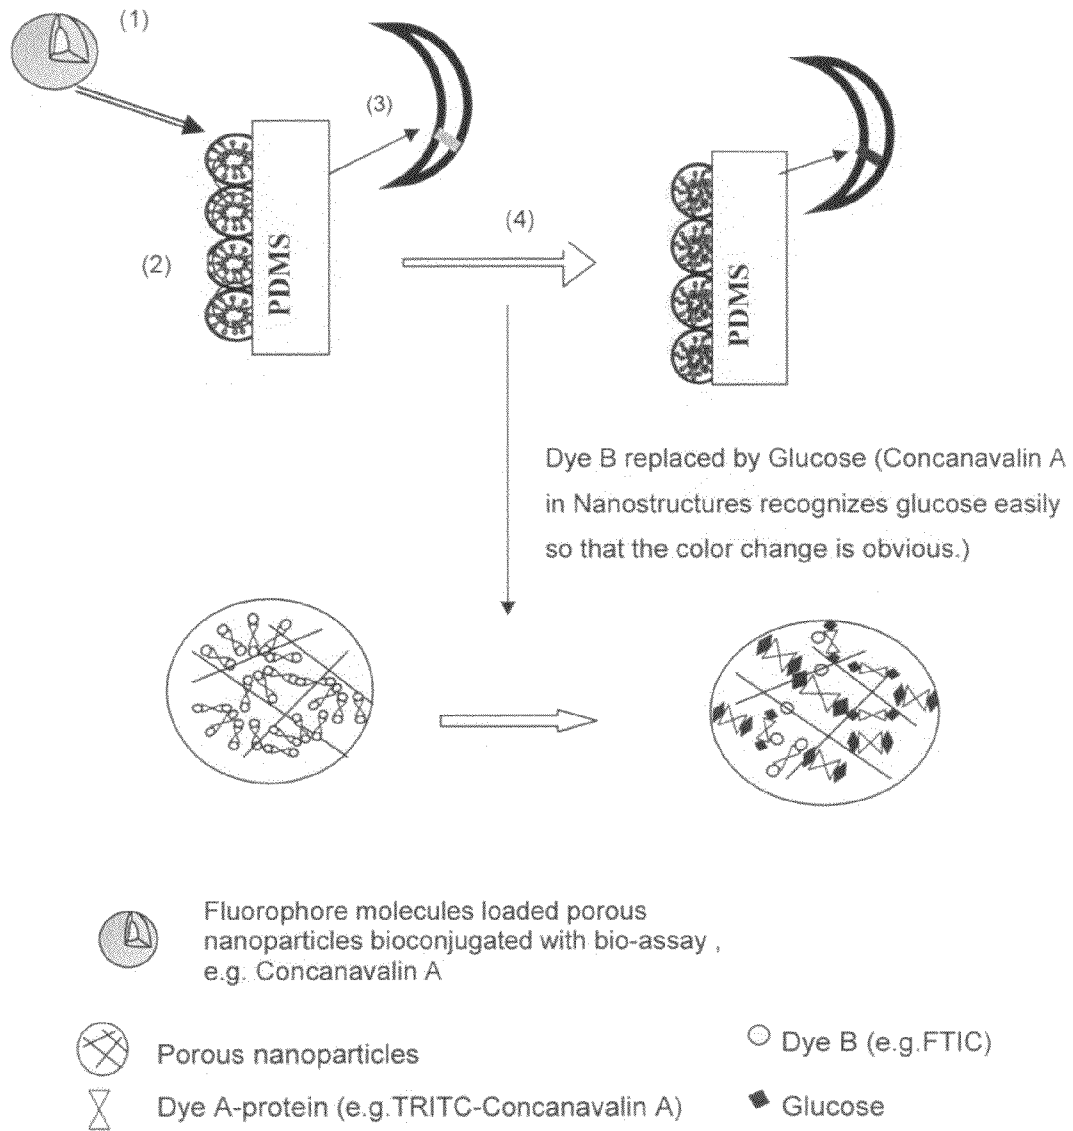 (1)
(3)
(4)
(2)
PDMS
PDMS
Dye B replaced by Glucose (Concanavalin A
in Nanostructures recognizes glucose easily
so that the color change is obvious.)
Fluorophore molecules loaded porous
nanoparticles bioconjugated with bio-assay ,
e.g. Concanavalin A
Porous nanoparticles
Dye B (e.g.FTIC)
Dye A-protein (e.g.TRITC-Concanavalin A)
Glucose